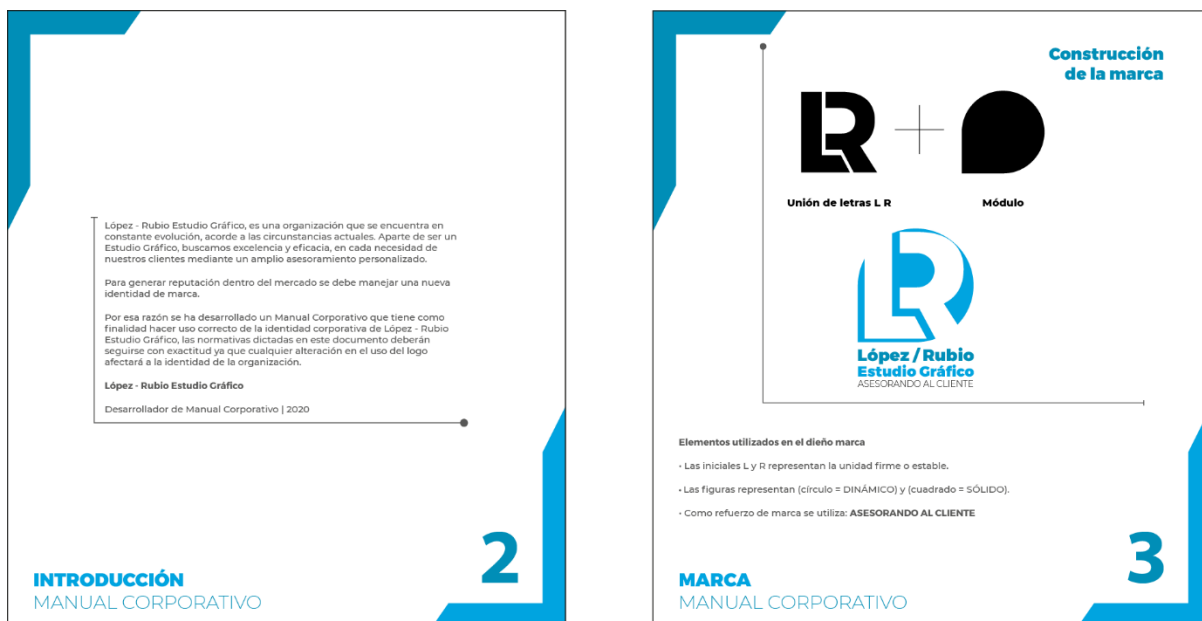 López - Rubio Estudio Gráfico, es una organización que se encuentra en
constante evolución, acorde a las circunstancias actuales. Aparte de ser un
Estudio Gráfico, buscamos excelencia y eficacia, en cada necesidad de
nuestros clientes mediante un amplio asesoramiento personalizado.
Para generar reputación dentro del mercado se debe manejar una nueva
identidad de marca.
Por esa razón se ha desarrollado un Manual Corporativo que tiene como
finalidad hacer uso correcto de la identidad corporativa de López - Rubio
Estudio Gráfico, las normativas dictadas en este documento deberán
seguirse con exactitud ya que cualquier alteración en el uso del logo
afectará a la identidad de la organización.
López - Rubio Estudio Gráfico
Desarrollador de Manual Corporativo | 2020
2
INTRODUCCIÓN
MANUAL CORPORATIVO
Construcción
de la marca
LR
Unión de letras L R
Módulo
LR
López / Rubio
Estudio Gráfico
ASESORANDO AL CLIENTE
Elementos utilizados en el dieño marca
• Las iniciales L y R representan la unidad firme o estable.
• Las figuras representan (círculo = DINÁMICO) y (cuadrado = SÓLIDO).
• Como refuerzo de marca se utiliza: ASESORANDO AL CLIENTE
3
MARCA
MANUAL CORPORATIVO